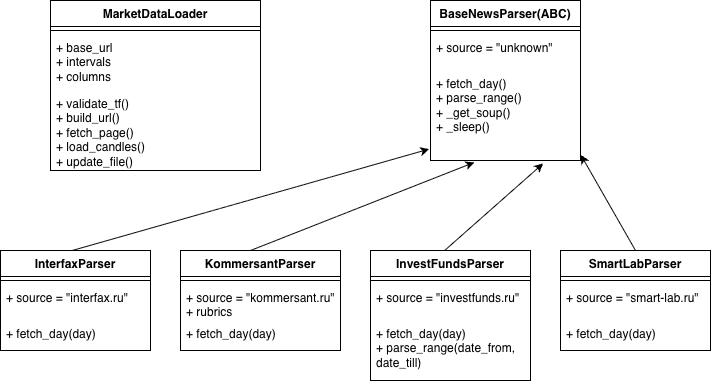 MarketDataLoader
+ base_url
+ intervals
+ columns
+ validate_tf()
+ build_url()
+ fetch_page()
+ load_candles()
+ update_file()
BaseNewsParser(ABC)
+ source = "unknown"
+ fetch_day()
+ parse_range()
+ _get_soup()
+ _sleep()
InterfaxParser
+ source = "interfax.ru"
+ fetch_day(day)
KommersantParser
+ source = "kommersant.ru"
+ rubrics
+ fetch_day(day)
InvestFundsParser
+ source = "investfunds.ru"
+ fetch_day(day)
+ parse_range(date_from,
date_till)
SmartLabParser
+ source = "smart-lab.ru"
+ fetch_day(day)